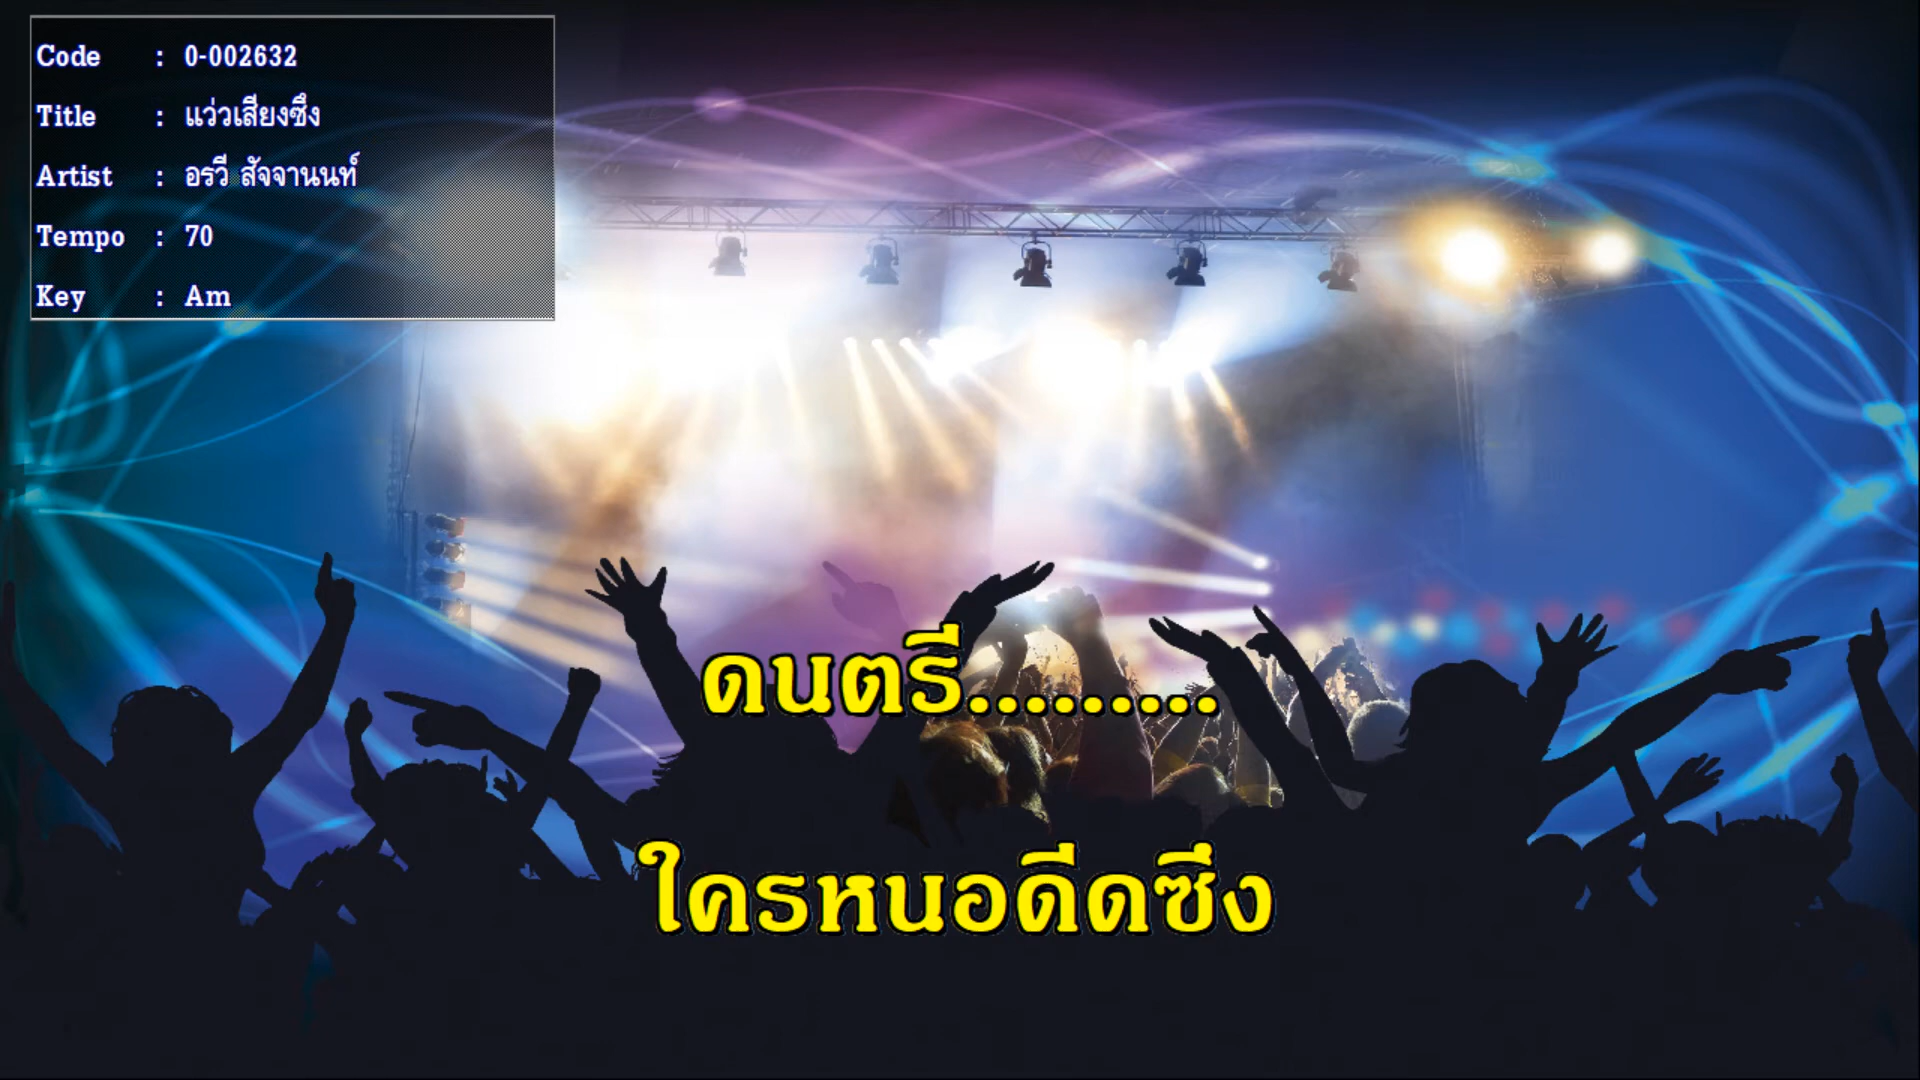 Code : 0-002632
Title : แว่วเสียงซึง
Artist : อรวี สัจจานนท์
Tempo : 70
Key : Am
ดนตรี.........
ใครหนอดีดซึง